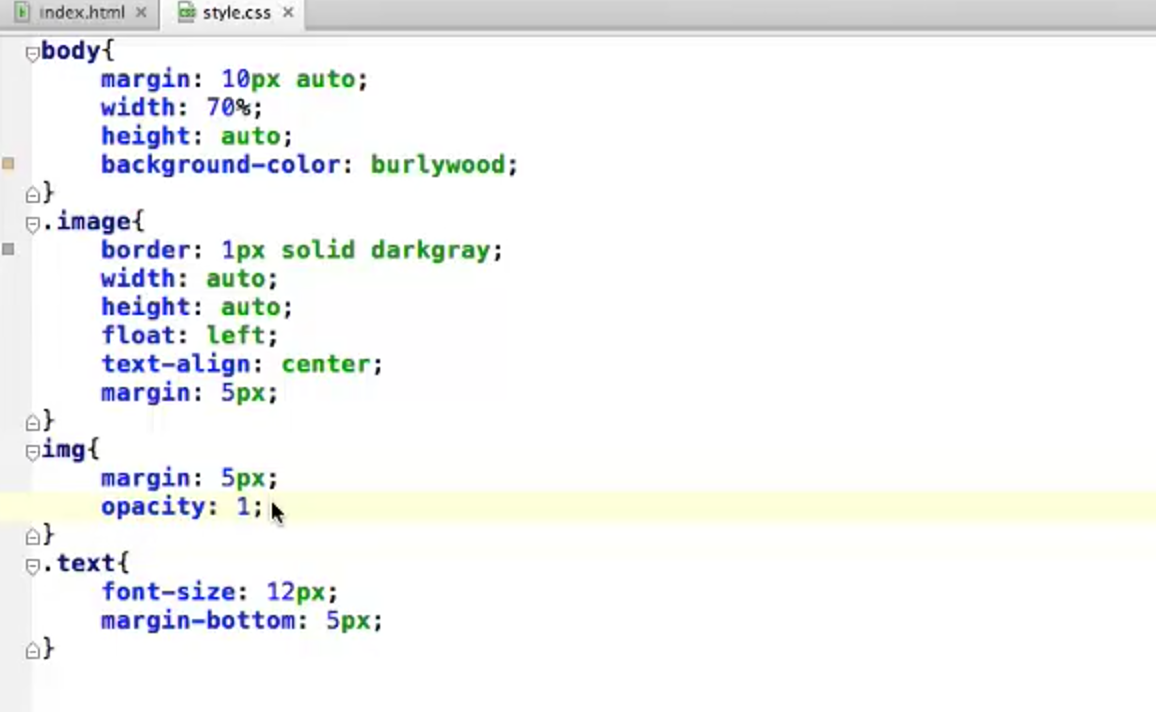 index.html style.css
body{
margin: 10px auto;
width: 70%;
height: auto;
background-color: burlywood;
}
.image{
border: 1px solid darkgray;
width: auto;
height: auto;
float: left;
text-align: center;
margin: 5px;
}
img{
margin: 5px;
opacity: 1;
}
.text{
font-size: 12px;
margin-bottom: 5px;
}